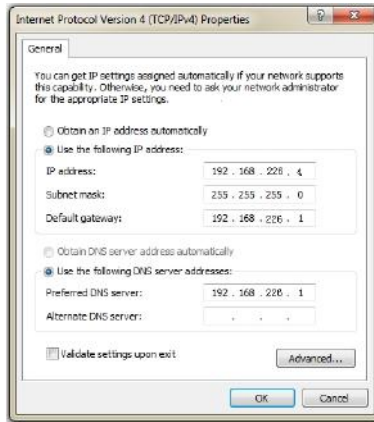 Internet Protocol Version 4 (TCP/IPv4) Properties
General
You can get IP settings assigned automatically if your network supports
this capability. Otherwise, you need to ask your network administrator
for the appropriate IP settings.
Obtain an IP address automatically
Use the following IP address:
IP address: 192 . 168 . 226 . 4
Subnet mask: 255 . 255 . 255 . 0
Default gateway: 192 . 168 . 226 . 1
Obtain DNS server address automatically
Use the following DNS server addresses:
Preferred DNS server: 192 . 168 . 226 . 1
Alternate DNS server: . . .
Validate settings upon exit
Advanced...
OK Cancel